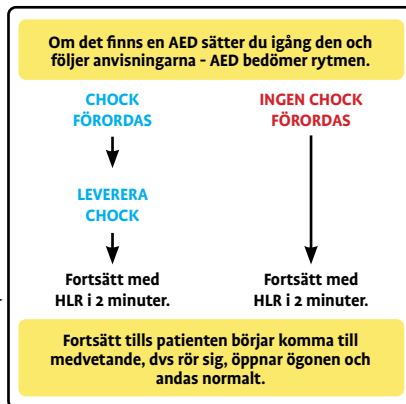 Om det finns en AED sätter du igång den och
följer anvisningarna - AED bedömer rytmen.
CHOCK
FÖRORDAS
LEVERERA
CHOCK
Fortsätt med
HLR i 2 minuter.
INGEN CHOCK
FÖRORDAS
Fortsätt med
HLR i 2 minuter.
Fortsätt tills patienten börjar komma till
medvetande, dvs rör sig, öppnar ögonen och
andas normalt.